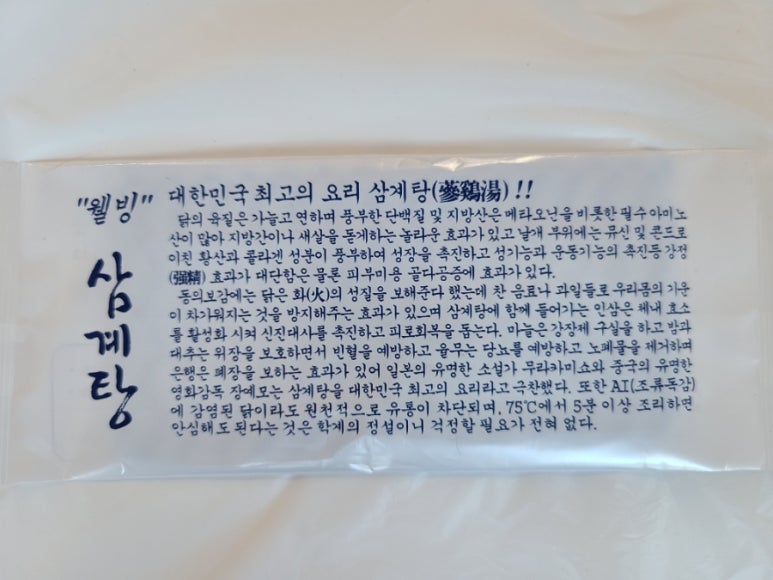 "웰빙"
삼계탕
대한민국 최고의 요리 삼계탕(蔘鷄湯) !!
닭의 육질은 가늘고 연하며 풍부한 단백질 및 지방산은 메타오닌을 비롯한 필수아미노
산이 많아 지방간이나 새살을 돋게하는 놀라운 효과가 있고 날개 부위에는 뮤신 및 콘드로
이친 황산과 콜라겐 성분이 풍부하여 성장을 촉진하고 성기능과 운동기능의 촉진등 강정
(强精) 효과가 대단함은 물론 피부미용 골다공증에 효과가 있다.
동의보감에는 닭은 화(火)의 성질을 보해준다 했는데 찬 음료나 과일들로 우리몸의 기운
이 차가워지는 것을 방지해주는 효과가 있으며 삼계탕에 함께 들어가는 인삼은 체내 효소
를 활성화 시켜 신진대사를 촉진하고 피로회복을 돕는다. 마늘은 강장제 구실을 하고 밤과
대추는 위장을 보호하면서 빈혈을 예방하고 율무는 당뇨를 예방하고 노폐물을 제거하며
은행은 폐장을 보하는 효과가 있어 일본의 유명한 소설가 무라카미쇼와 중국의 유명한
영화감독 장예모는 삼계탕을 대한민국 최고의 요리라고 극찬했다. 또한 AI(조류독감)
에 감염된 닭이라도 원천적으로 유통이 차단되며, 75℃에서 5분 이상 조리하면
안심해도 된다는 것은 학계의 정설이니 걱정할 필요가 전혀 없다.